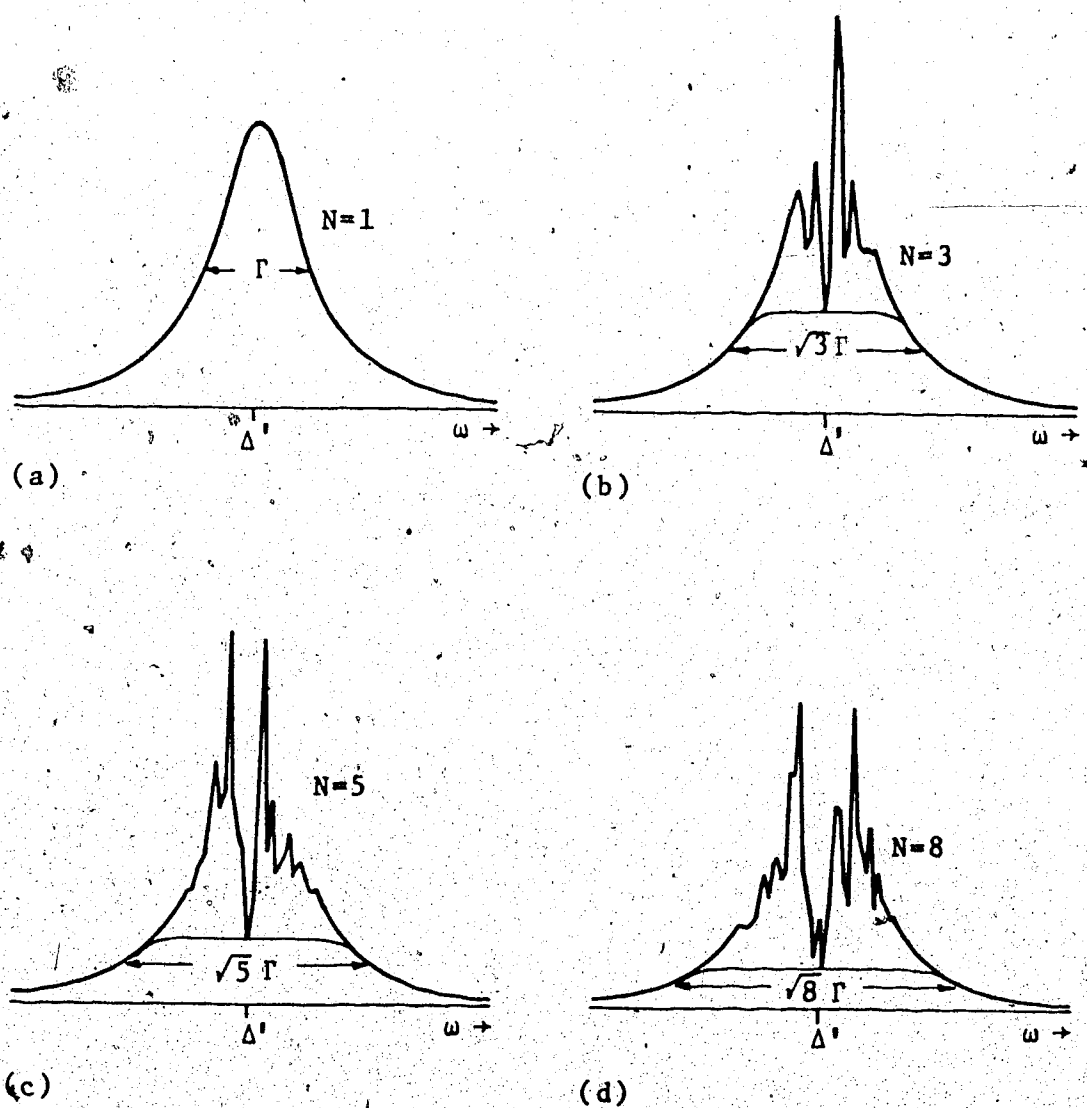 N=1
Γ
Δ'
ω →
(a)
N=3
√3 Γ
Δ'
ω →
(b)
N=5
√5 Γ
Δ'
ω →
(c)
N=8
√8 Γ
Δ'
ω →
(d)